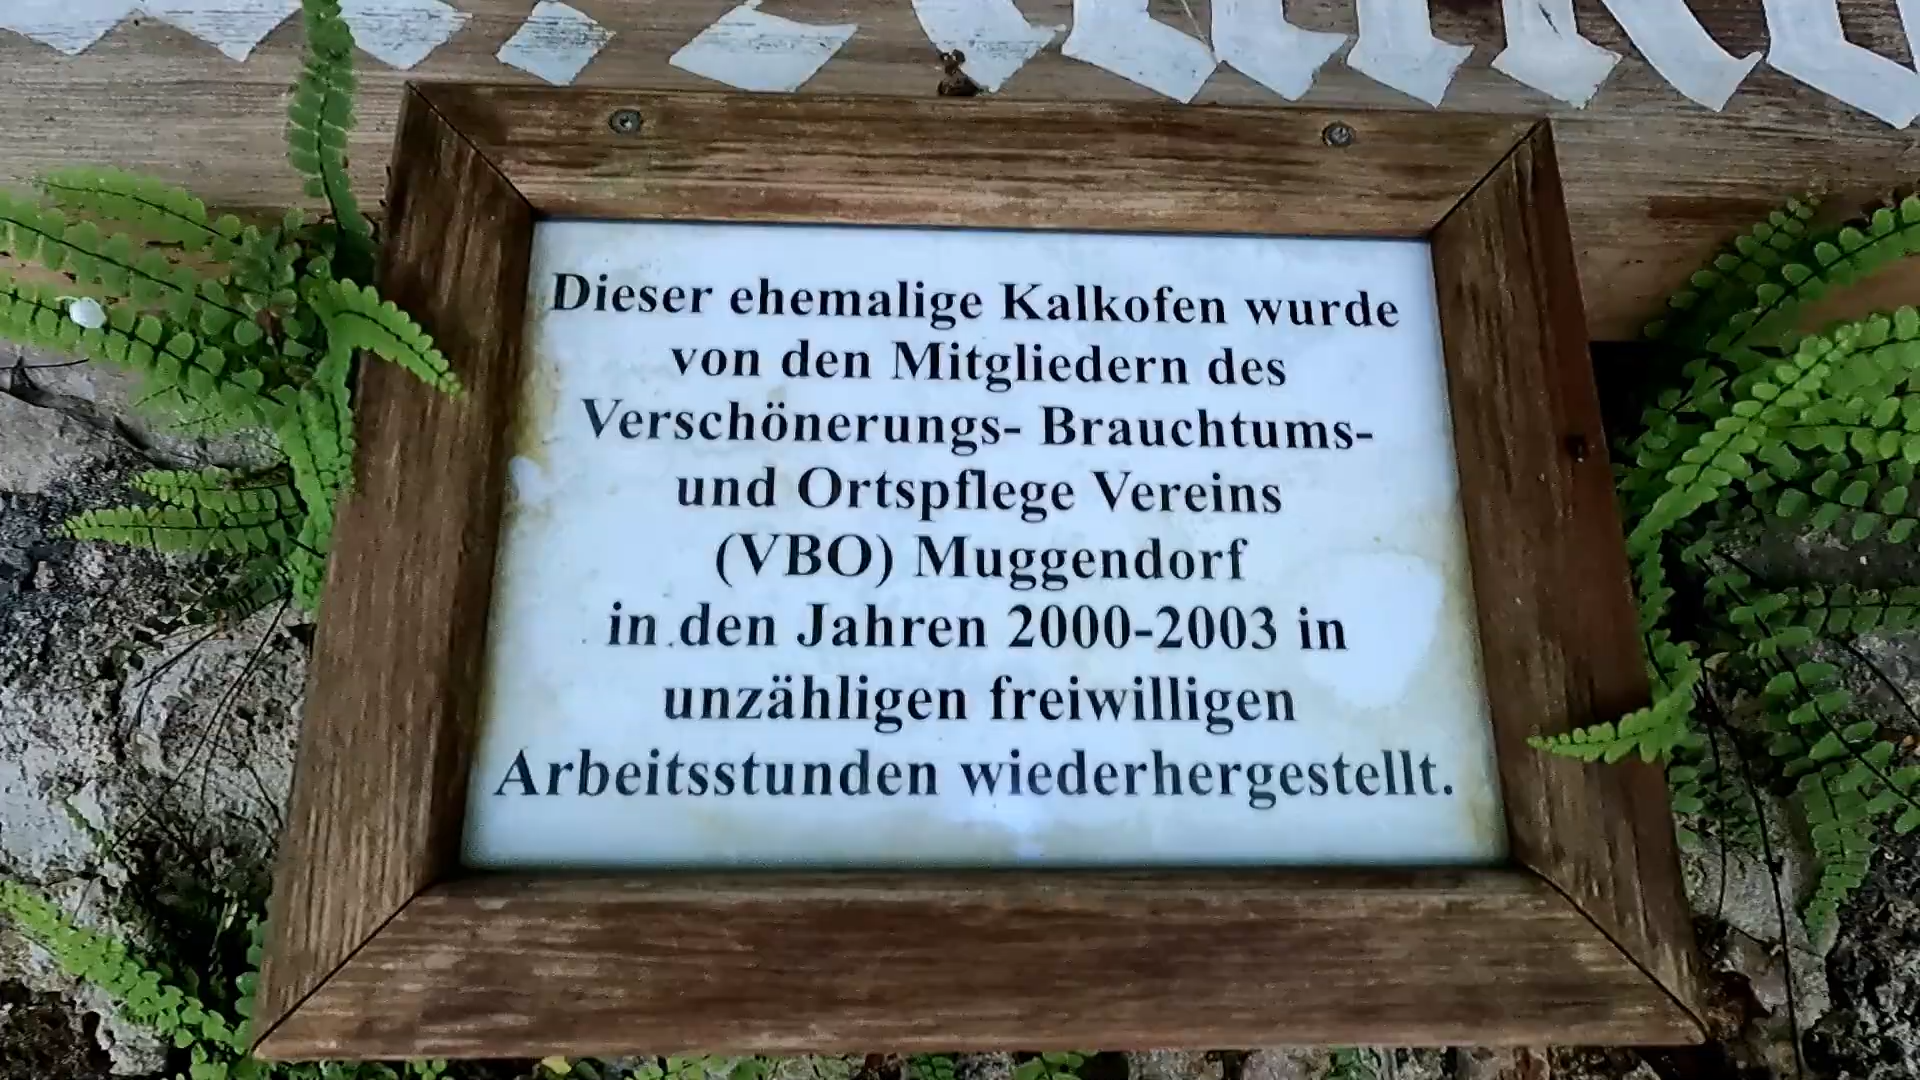 Dieser ehemalige Kalkofen wurde
von den Mitgliedern des
Verschönerungs- Brauchtums-
und Ortspflege Vereins
(VBO) Muggendorf
in den Jahren 2000-2003 in
unzähligen freiwilligen
Arbeitsstunden wiederhergestellt.